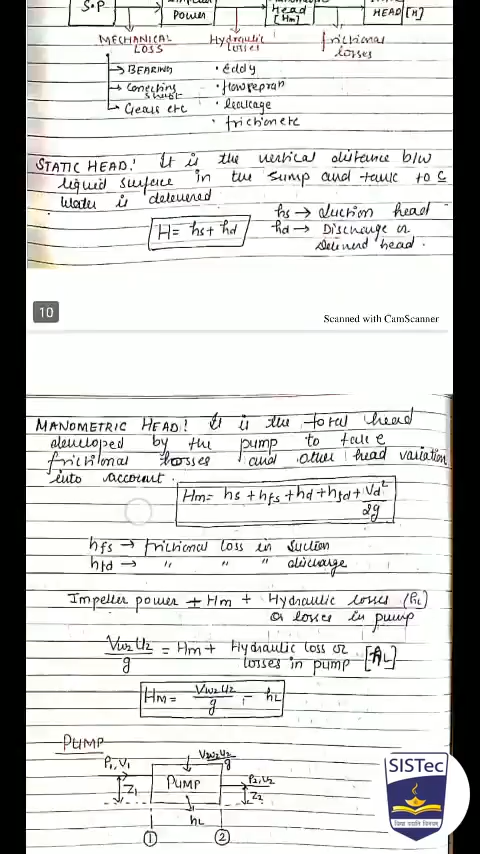 S.P
POWER
Head
[Hm]
HEAD [H]
MECHANICAL
LOSS
Hydraulic
losses
frictional
losses
→ BEARING
• Eddy
→ Conecting
shaft
→ Gears etc
• leakage
• friction etc
STATIC HEAD! It is the vertical distance b/w
liquid surface in the sump and tank to c
Water is delevered
H = hs + hd
hs → Suction head
hd → Discharge or
delevered head.
10
Scanned with CamScanner
MANOMETRIC HEAD! It is the total head
developed by the pump to take
frictional losses and other head variation
into account.
Hm = hs + hfs + hd + hfd + Vd²/2g
hfs → frictional loss in Suction
hfd → " " " discharge
Impeller power + Hm + Hydraulic losses (hL)
or losses in pump
Vw2U2/g = Hm + Hydraulic loss or
losses in pump [hL]
Hm = Vw2U2/g - hL
PUMP
Vw2U2/g
P1, V1
Z1
PUMP
P2, V2
Z2
hL
① ②
SISTec